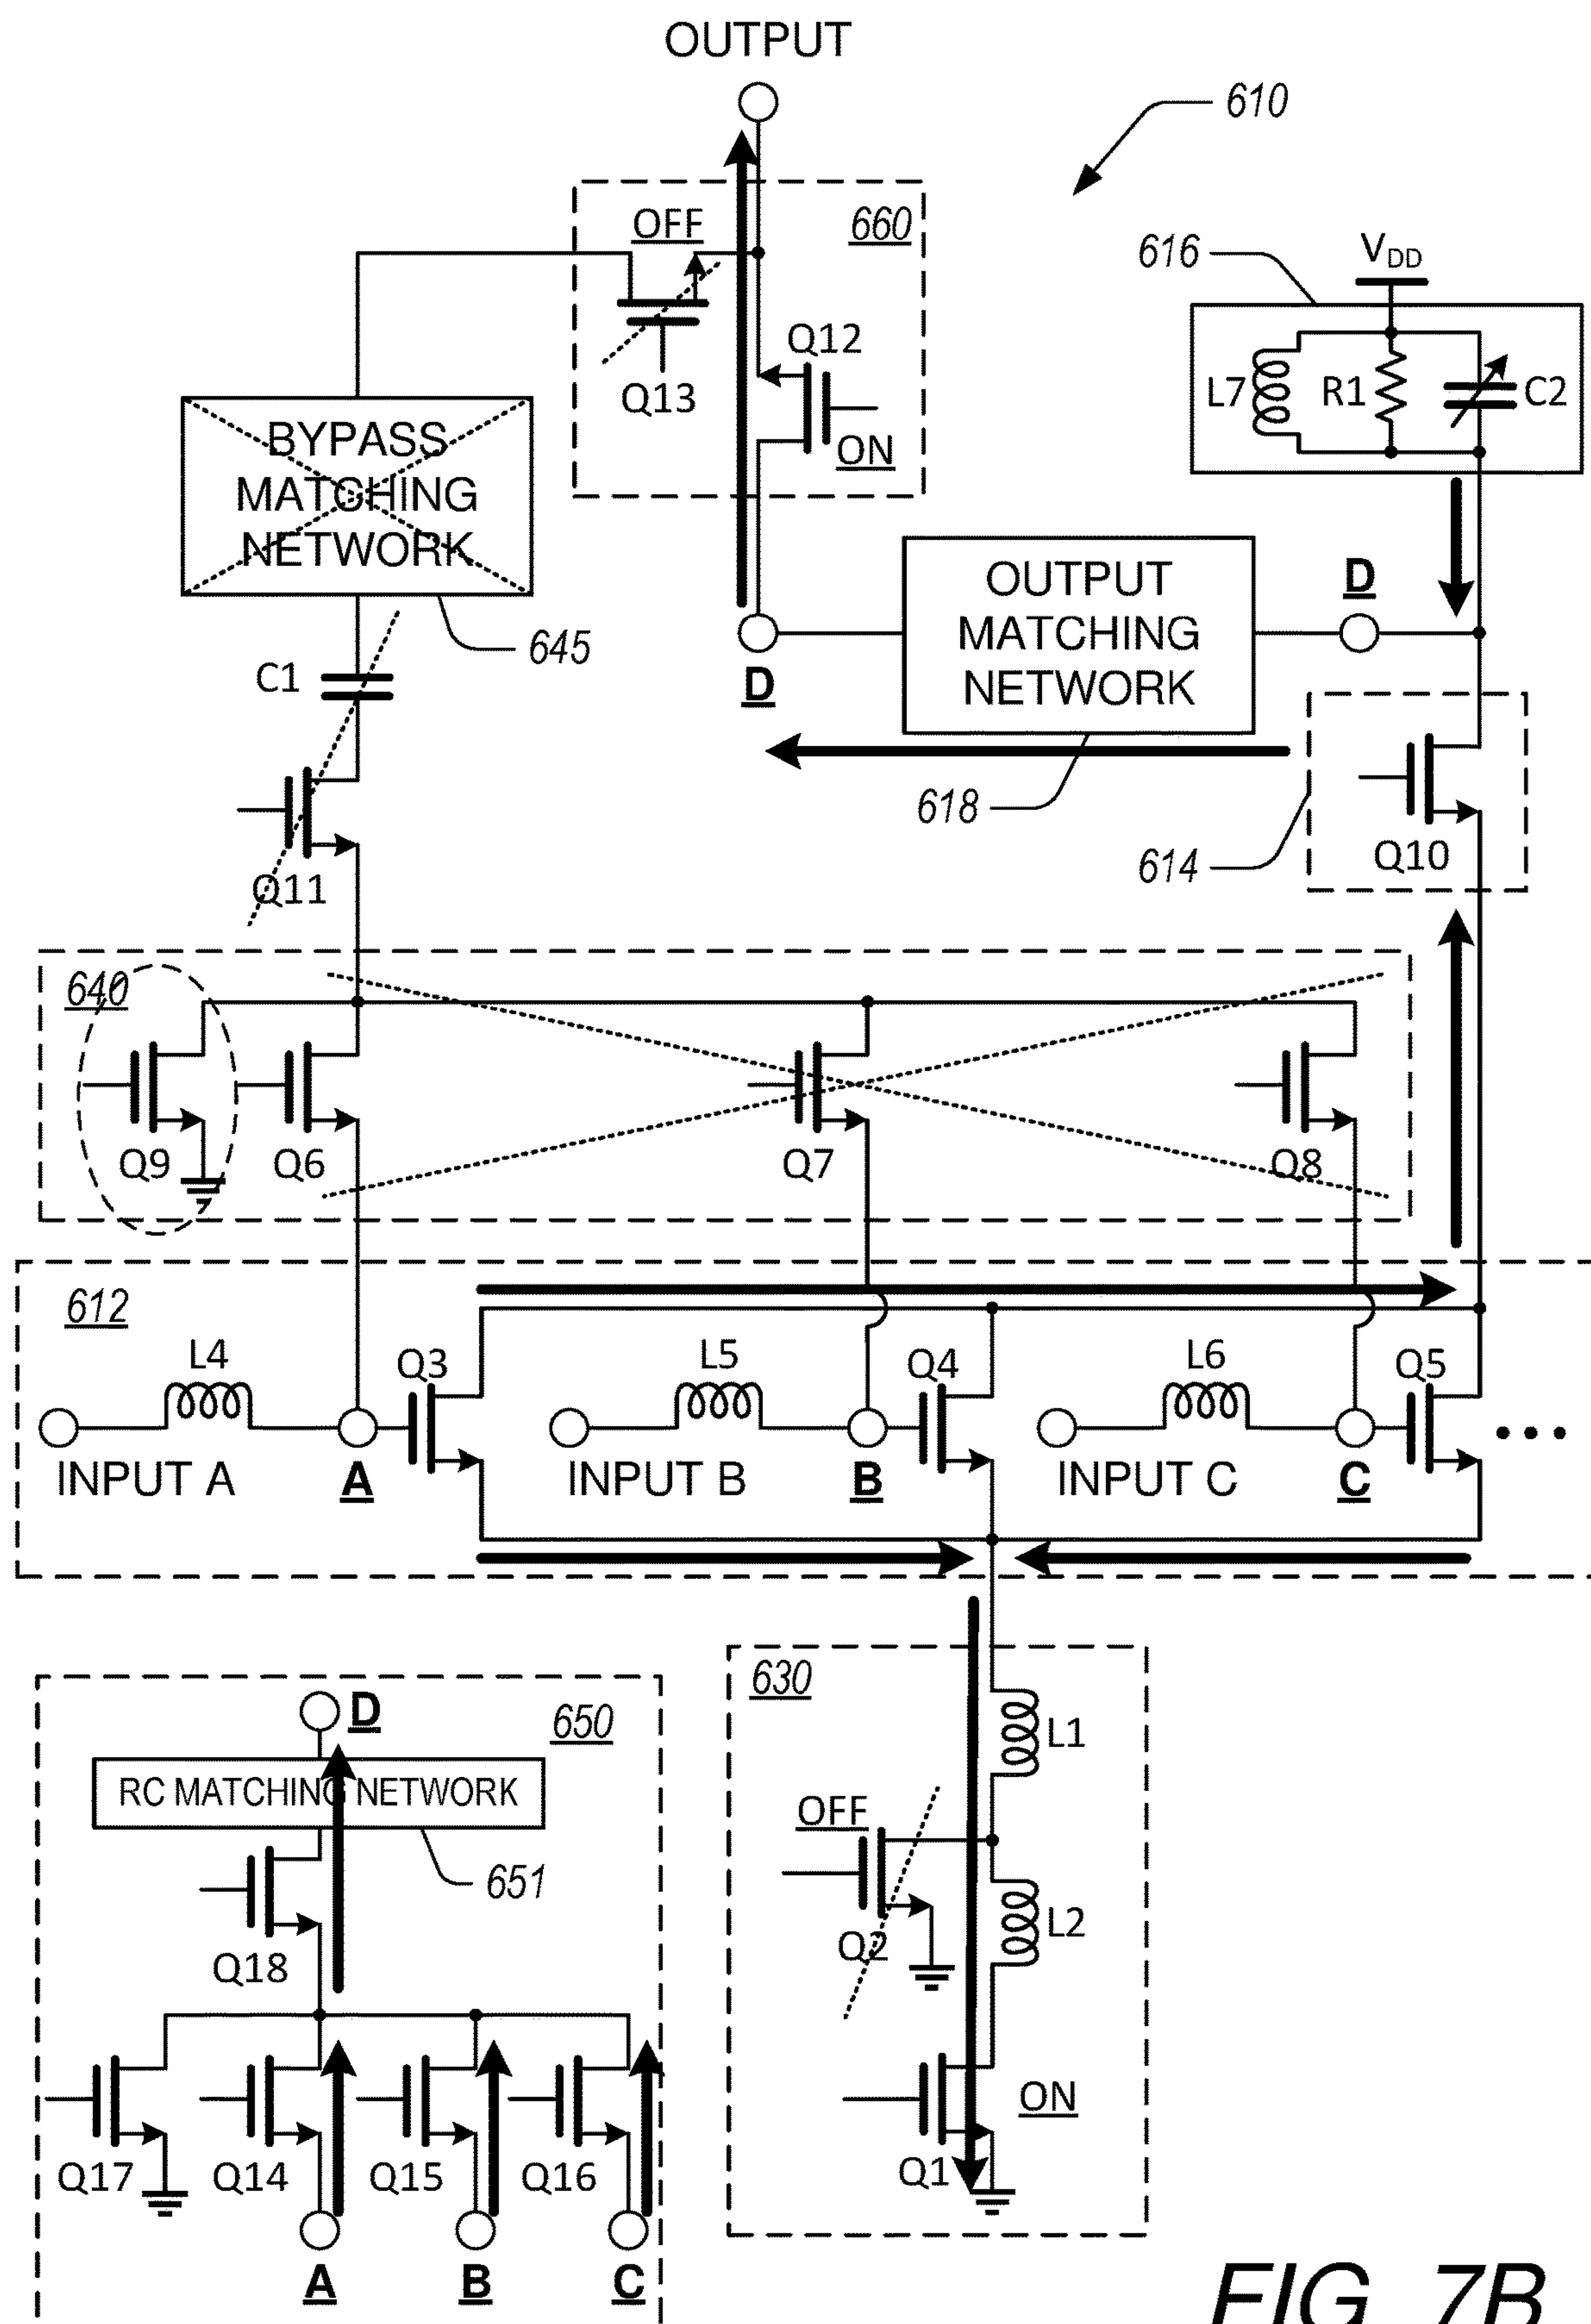 OUTPUT
610
OFF
660
616
VDD
Q12
Q13
ON
L7
R1
C2
BYPASS
MATCHING
NETWORK
645
OUTPUT
MATCHING
NETWORK
D
D
C1
618
614
Q10
Q11
640
Q9
Q6
Q7
Q8
612
L4
Q3
L5
Q4
L6
Q5
INPUT A
A
INPUT B
B
INPUT C
C
D
650
630
L1
RC MATCHING NETWORK
OFF
651
Q2
L2
Q18
ON
Q17
Q14
Q15
Q16
Q1
A
B
C
FIG. 7B